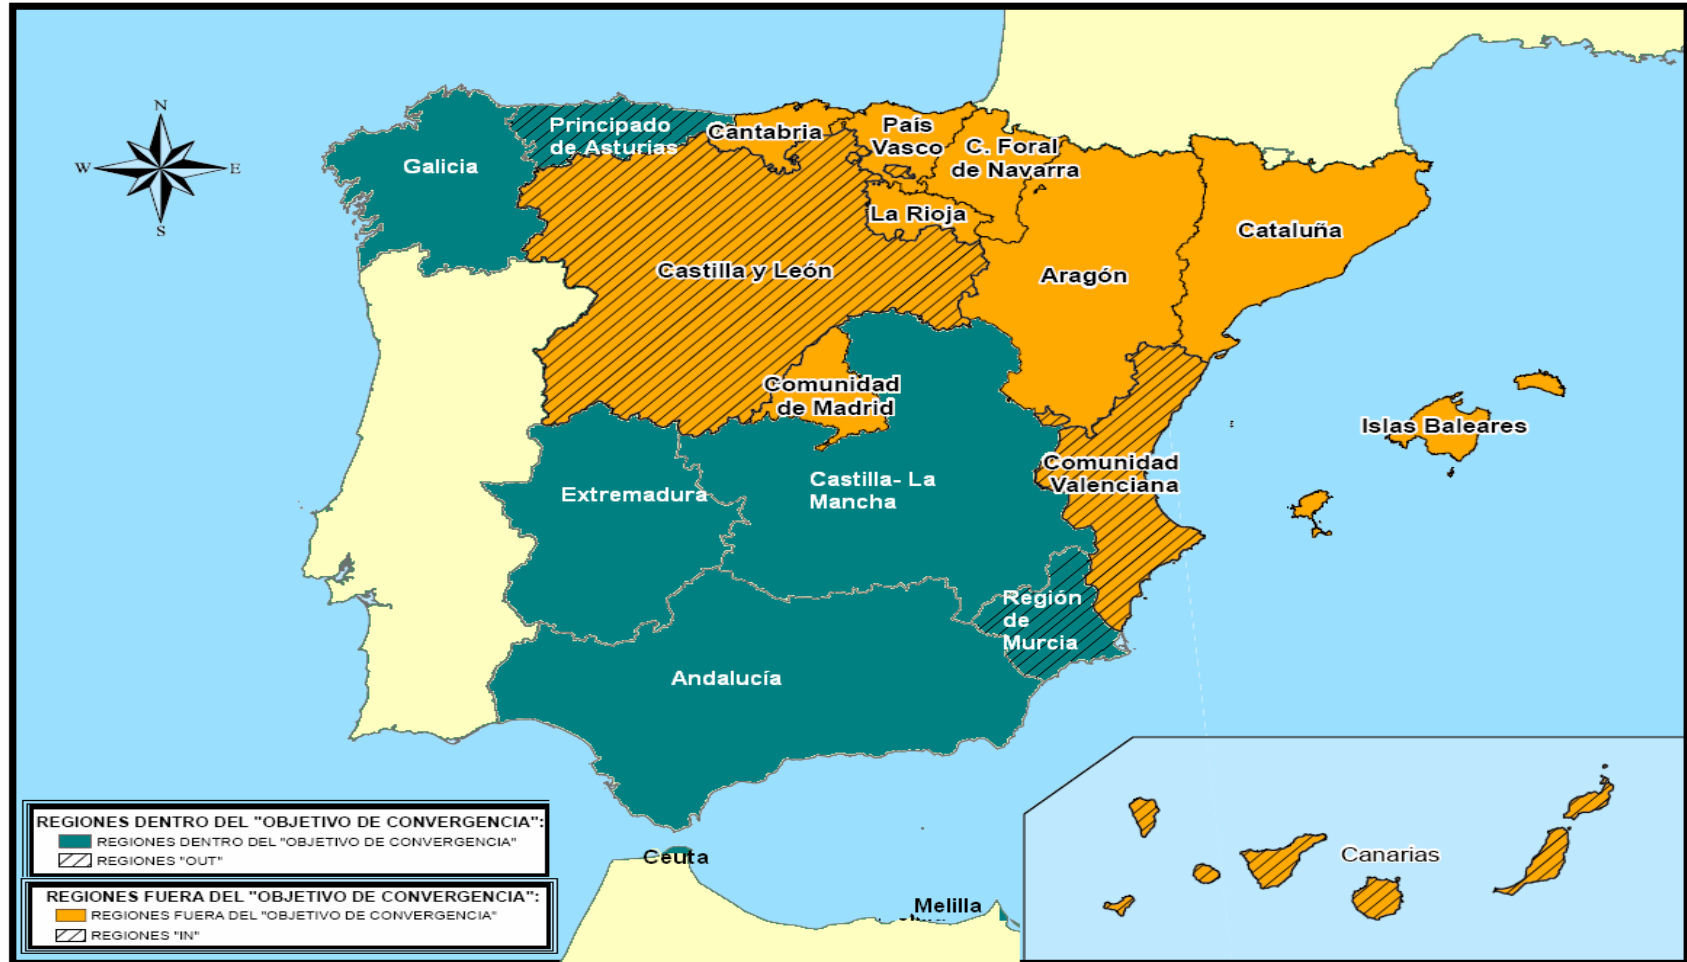 N
W
E
S
Galicia
Principado
de Asturias
Cantabria
País
Vasco
C. Foral
de Navarra
La Rioja
Cataluña
Aragón
Castilla y León
Comunidad
de Madrid
Islas Baleares
Comunidad
Valenciana
Castilla- La
Mancha
Extremadura
Región
de
Murcia
Andalucía
Ceuta
Melilla
Canarias
REGIONES DENTRO DEL "OBJETIVO DE CONVERGENCIA":
REGIONES DENTRO DEL "OBJETIVO DE CONVERGENCIA"
REGIONES "OUT"
REGIONES FUERA DEL "OBJETIVO DE CONVERGENCIA":
REGIONES FUERA DEL "OBJETIVO DE CONVERGENCIA"
REGIONES "IN"